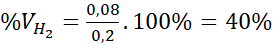 %V_{H_2} = \frac{0,08}{0,2} . 100% = 40%